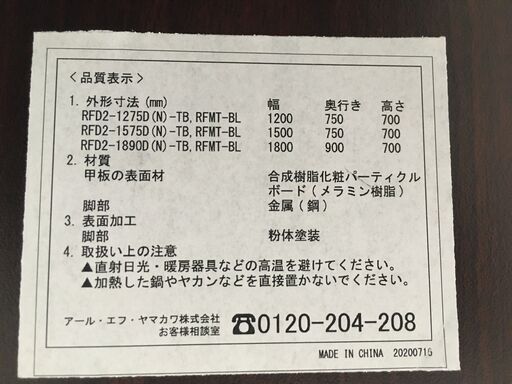 ＜品質表示＞
1. 外形寸法(mm) 幅 奥行き 高さ
RFD2-1275D(N)-TB,RFMT-BL 1200 750 700
RFD2-1575D(N)-TB,RFMT-BL 1500 750 700
RFD2-1890D(N)-TB,RFMT-BL 1800 900 700
2. 材質
甲板の表面材 合成樹脂化粧パーティクル
ボード(メラミン樹脂)
脚部 金属(鋼)
3. 表面加工
脚部 粉体塗装
4. 取扱い上の注意
▲直射日光・暖房器具などの高温を避けてください。
▲加熱した鍋やヤカンなどを直接置かないでください。
アール・エフ・ヤマカワ株式会社
お客様相談室 ☎0120-204-208
MADE IN CHINA 20200716